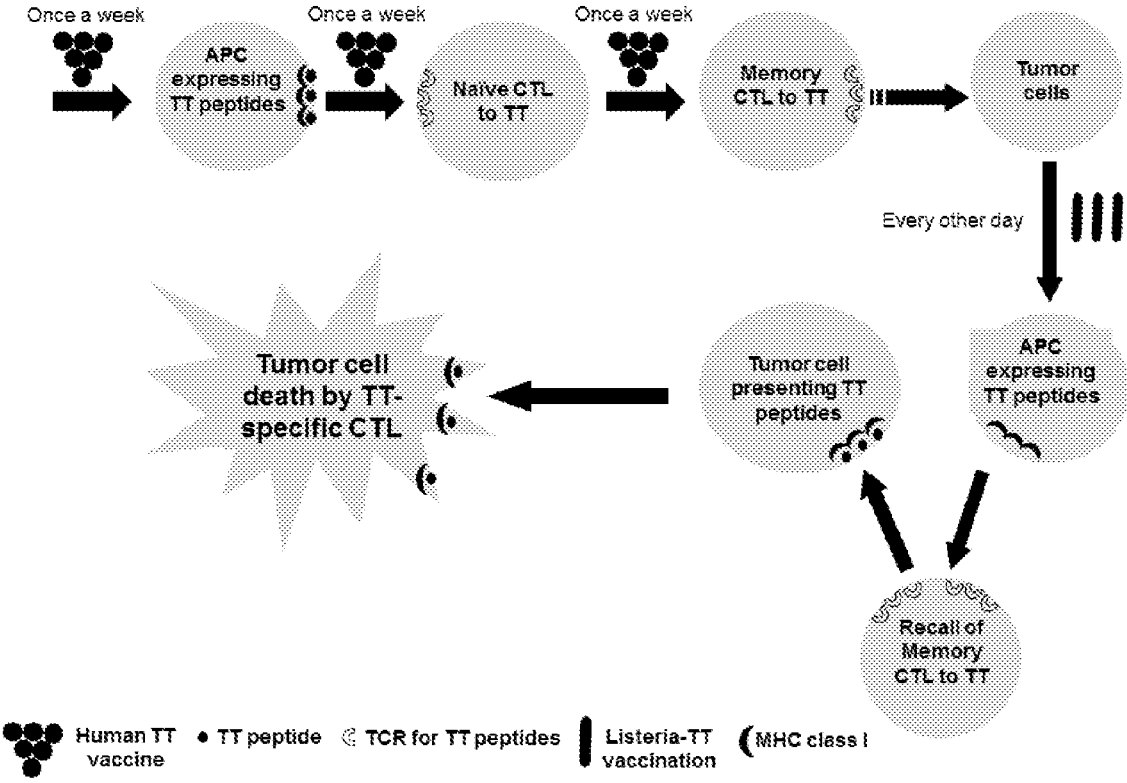 Once a week
Once a week
Once a week
APC
expressing
TT peptides
Naïve CTL
to TT
Memory
CTL to TT
Tumor
cells
Every other day
APC
expressing
TT peptides
Tumor cell
presenting TT
peptides
Tumor cell
death by TT-
specific CTL
Recall of
Memory
CTL to TT
Human TT
vaccine
TT peptide
TCR for TT peptides
Listeria-TT
vaccination
MHC class I